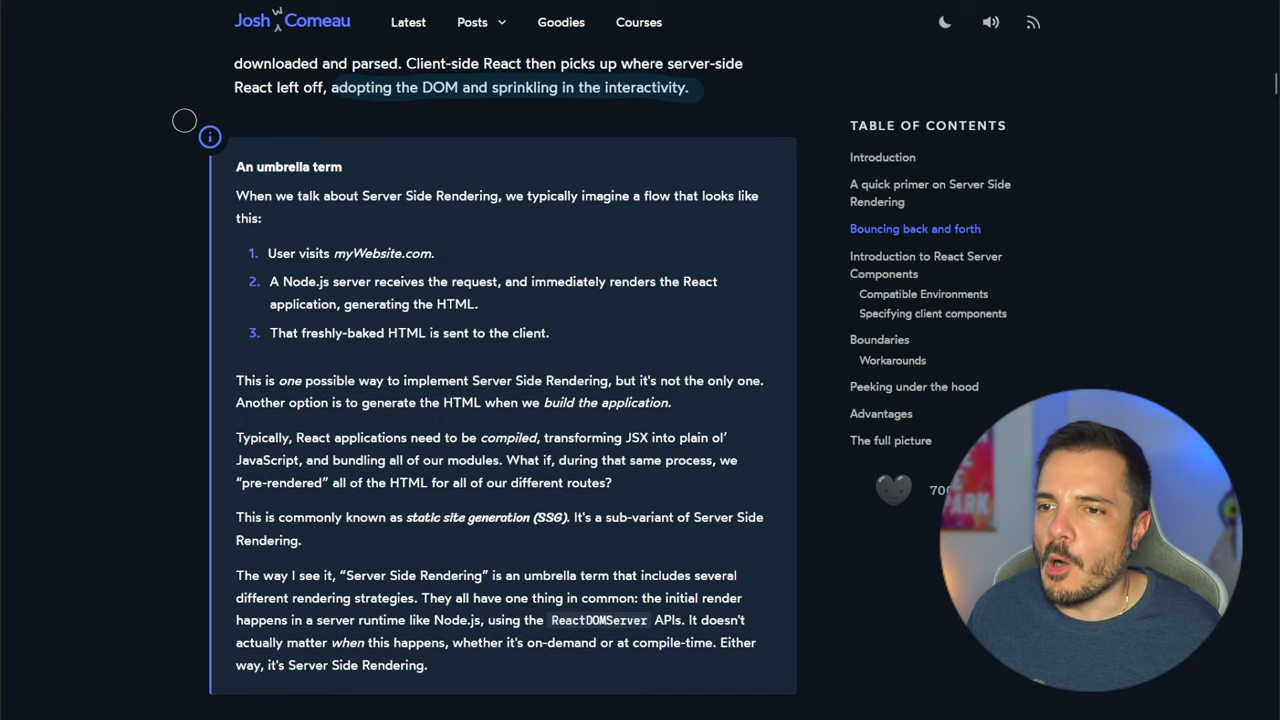 Josh W Comeau
Latest
Posts
Goodies
Courses
downloaded and parsed. Client-side React then picks up where server-side
React left off, adopting the DOM and sprinkling in the interactivity.
An umbrella term
When we talk about Server Side Rendering, we typically imagine a flow that looks like
this:
1. User visits myWebsite.com.
2. A Node.js server receives the request, and immediately renders the React
application, generating the HTML.
3. That freshly-baked HTML is sent to the client.
This is one possible way to implement Server Side Rendering, but it's not the only one.
Another option is to generate the HTML when we build the application.
Typically, React applications need to be compiled, transforming JSX into plain ol’
JavaScript, and bundling all of our modules. What if, during that same process, we
“pre-rendered” all of the HTML for all of our different routes?
This is commonly known as static site generation (SSG). It's a sub-variant of Server Side
Rendering.
The way I see it, “Server Side Rendering” is an umbrella term that includes several
different rendering strategies. They all have one thing in common: the initial render
happens in a server runtime like Node.js, using the ReactDOMServer APIs. It doesn't
actually matter when this happens, whether it's on-demand or at compile-time. Either
way, it's Server Side Rendering.
TABLE OF CONTENTS
Introduction
A quick primer on Server Side
Rendering
Bouncing back and forth
Introduction to React Server
Components
Compatible Environments
Specifying client components
Boundaries
Workarounds
Peeking under the hood
Advantages
The full picture
PARK